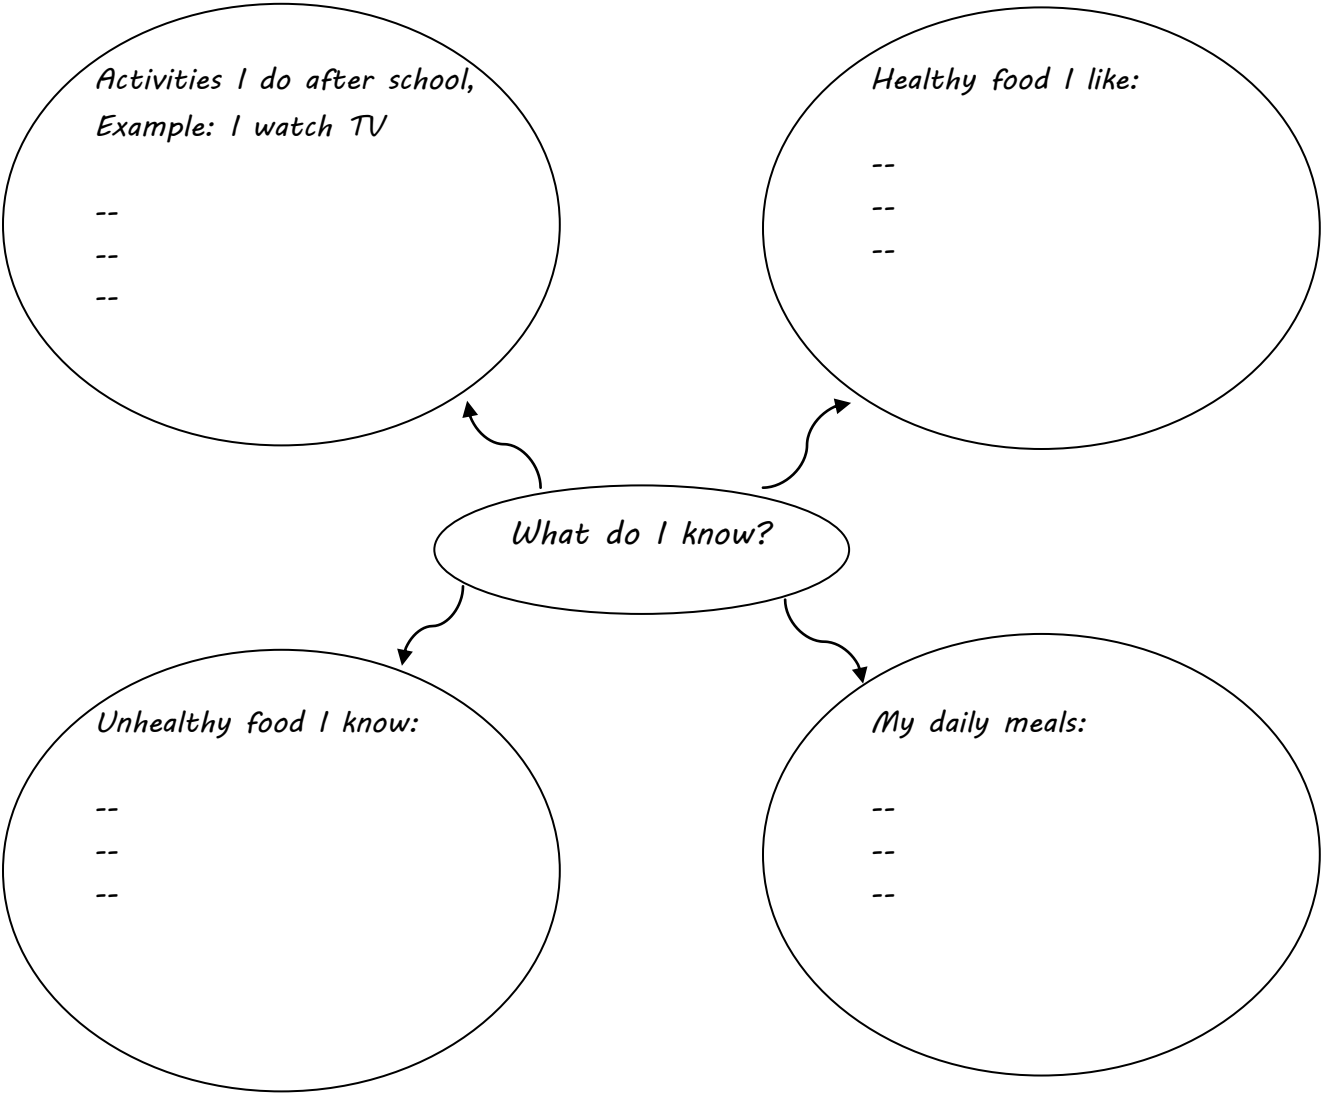 Activities I do after school,
Example: I watch TV
--
--
--
Healthy food I like:
--
--
--
What do I know?
Unhealthy food I know:
--
--
--
My daily meals:
--
--
--